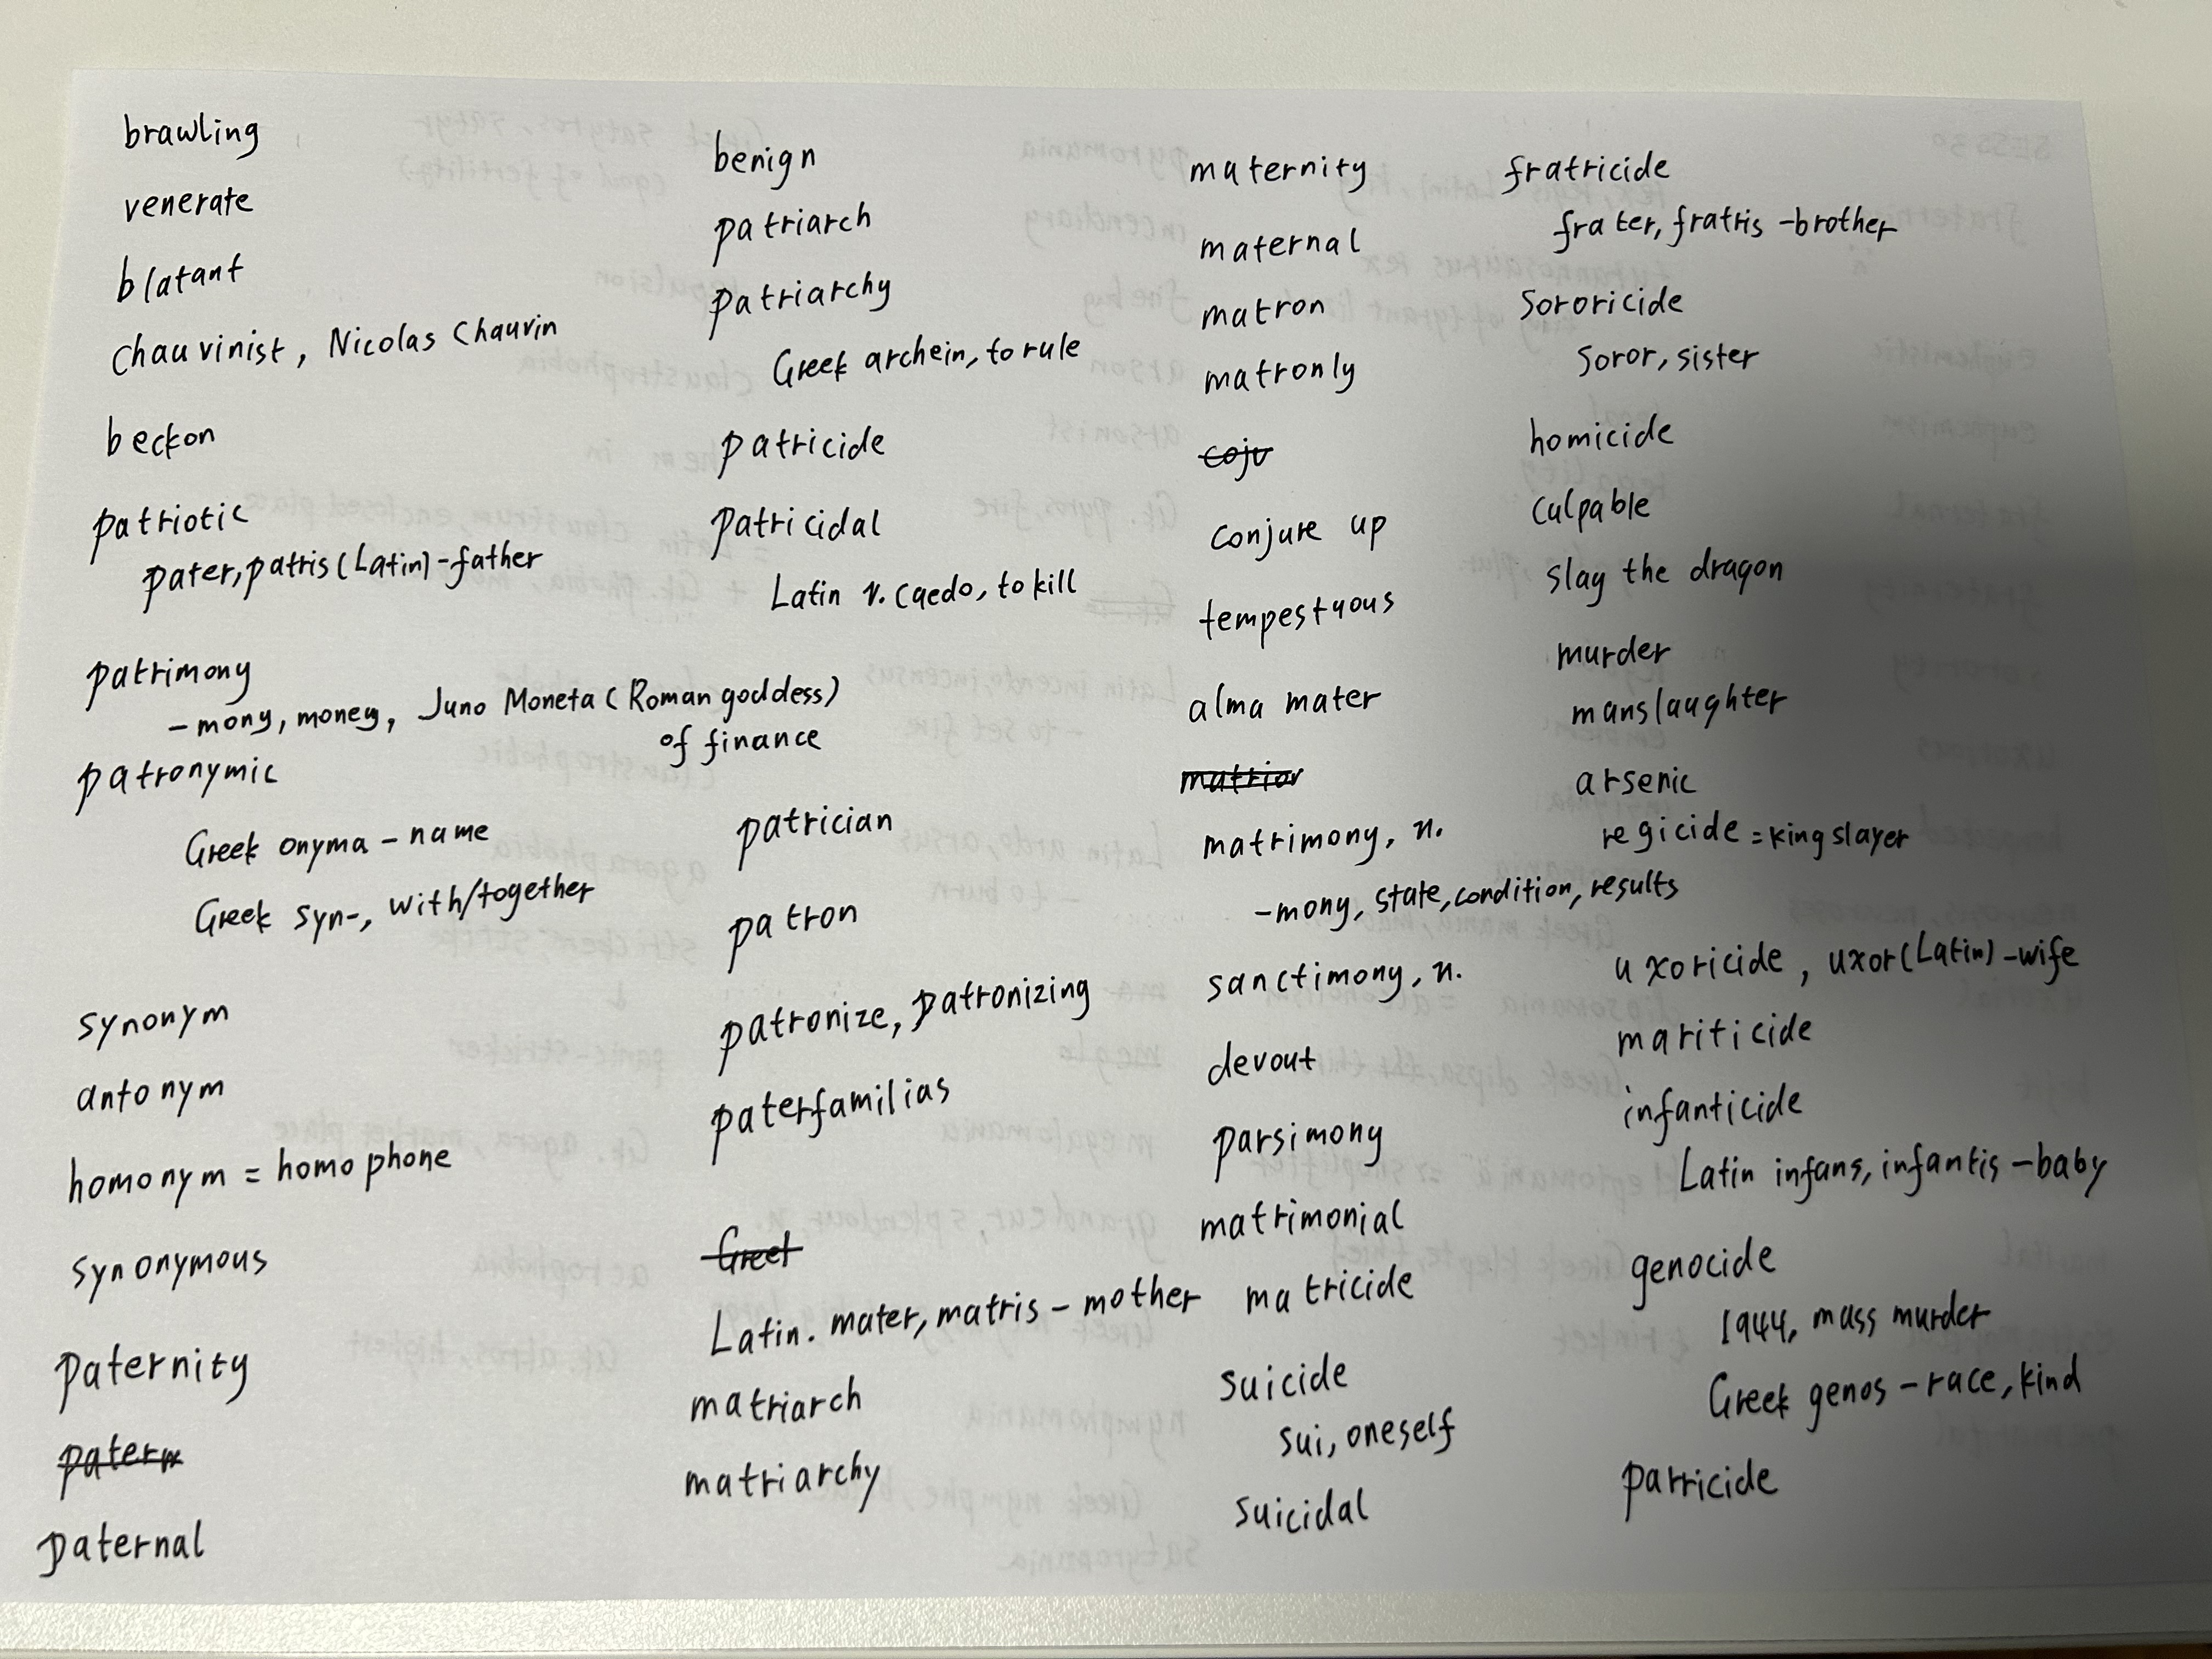 brawling
venerate
blatant
chauvinist, Nicolas Chauvin
beckon
patriotic
pater, patris (Latin) - father
patrimony
- mony, money, Juno Moneta (Roman goddess)
of finance
patronymic
Greek onyma - name
Greek syn-, with/together
synonym
antonym
homonym = homophone
synonymous
paternity
patern
paternal
benign
patriarch
patriarchy
Greek archein, to rule
patricide
patricidal
Latin v. caedo, to kill
patrician
patron
patronize, patronizing
paterfamilias
Greet
Latin. mater, matris - mother
matriarch
matriarchy
maternity
maternal
matron
matronly
coju
conjure up
tempestuous
alma mater
matrior
matrimony, n.
-mony, state, condition, results
sanctimony, n.
devout
parsimony
matrimonial
matricide
suicide
sui, oneself
suicidal
fratricide
frater, fratris - brother
Sororicide
Soror, sister
homicide
culpable
slay the dragon
murder
manslaughter
arsenic
regicide = king slayer
uxoricide, uxor (Latin) - wife
mariticide
infanticide
Latin infans, infantis - baby
genocide
1944, mass murder
Greek genos - race, kind
parricide